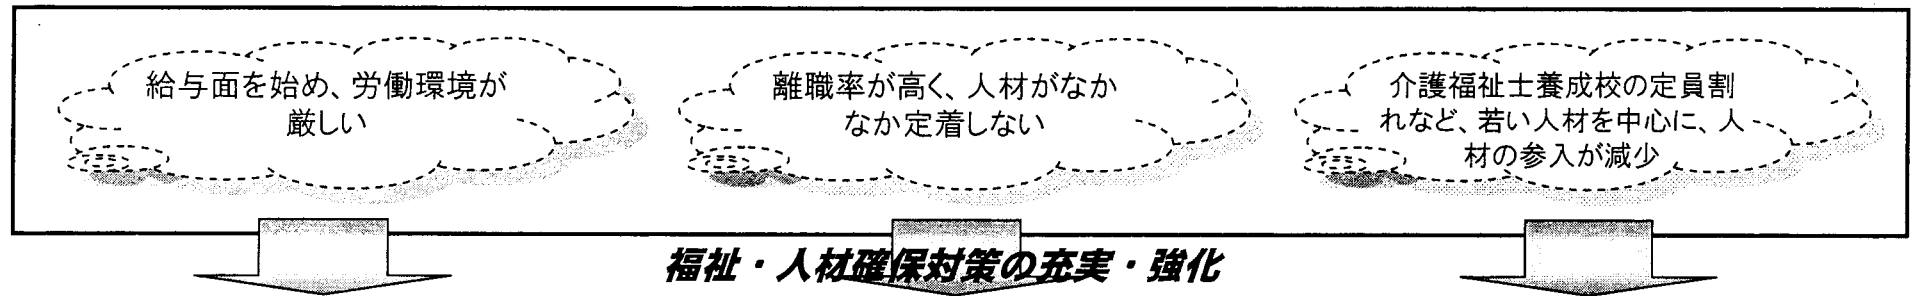 給与面を始め、労働環境が
厳しい
離職率が高く、人材がなか
なか定着しない
介護福祉士養成校の定員割
れなど、若い人材を中心に、人
材の参入が減少
福祉・人材確保対策の充実・強化